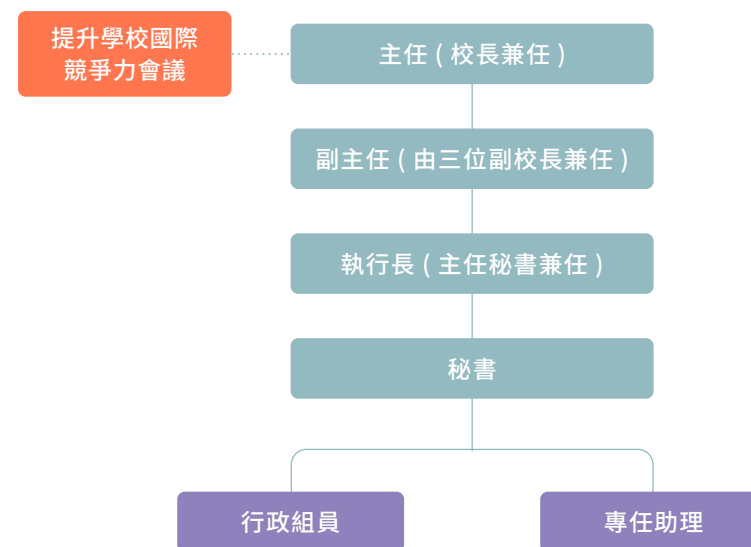 提升學校國際
競爭力會議
主任 ( 校長兼任 )
副主任 ( 由三位副校長兼任 )
執行長 ( 主任秘書兼任 )
秘書
行政組員
專任助理